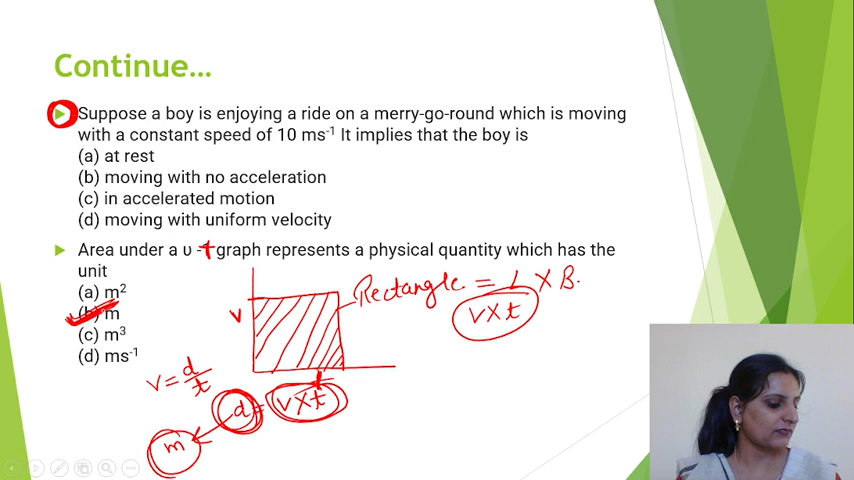 Continue...
Suppose a boy is enjoying a ride on a merry-go-round which is moving
with a constant speed of 10 ms⁻¹ It implies that the boy is
(a) at rest
(b) moving with no acceleration
(c) in accelerated motion
(d) moving with uniform velocity
Area under a υ -t graph represents a physical quantity which has the
unit
(a) m²
(b) m
(c) m³
(d) ms⁻¹
Rectangle = L X B.
V X t
V
t
V = d/t
d = V X t
m